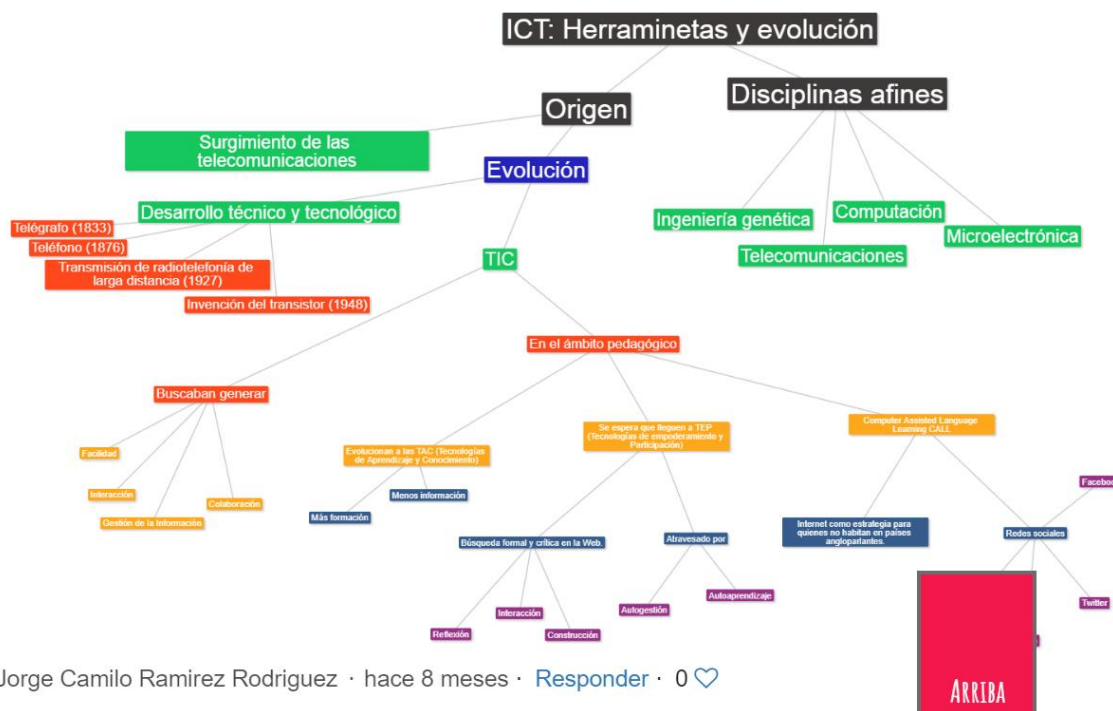 ICT: Herraminetas y evolución
Origen
Disciplinas afines
Surgimiento de las
telecomunicaciones
Evolución
Desarrollo técnico y tecnológico
Telégrafo (1833)
Teléfono (1876)
Transmisión de radiotelefonía de
larga distancia (1927)
Invención del transistor (1948)
TIC
Ingeniería genética
Computación
Telecomunicaciones
Microelectrónica
Buscaban generar
En el ámbito pedagógico
Facilidad
Interacción
Gestión de la Información
Colaboración
Evolucionan a las TAC (Tecnologías
de Aprendizaje y Conocimiento)
Más formación
Menos información
Se espera que lleguen a TEP
(Tecnologías de empoderamiento y
Participación)
Búsqueda formal y crítica en la Web.
Atravesado por
Reflexión
Interacción
Construcción
Autogestión
Autoaprendizaje
Computer Assisted Language
Learning CALL
Internet como estrategia para
quienes no habitan en países
angloparlantes.
Redes sociales
Twitter
Jorge Camilo Ramirez Rodriguez · hace 8 meses · Responder · 0
ARRIBA